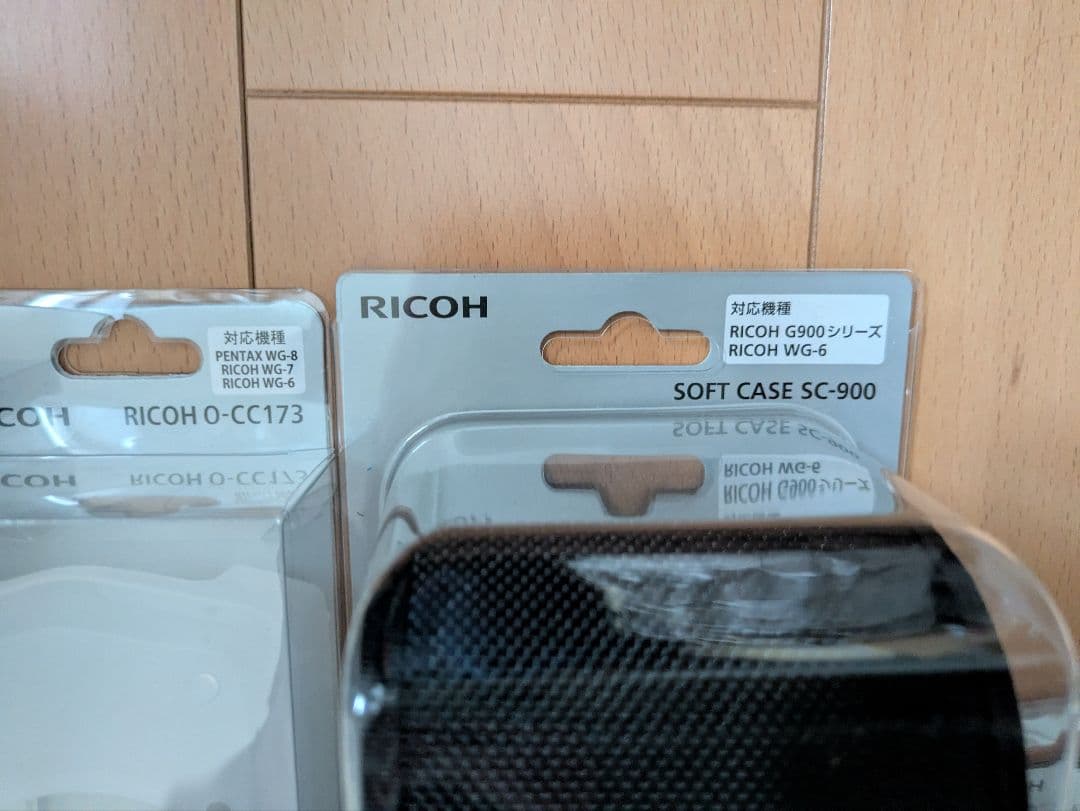 対応機種
PENTAX WG-8
RICOH WG-7
RICOH WG-6
COH
RICOH O-CC173
RICOH
対応機種
RICOH G900シリーズ
RICOH WG-6
SOFT CASE SC-900